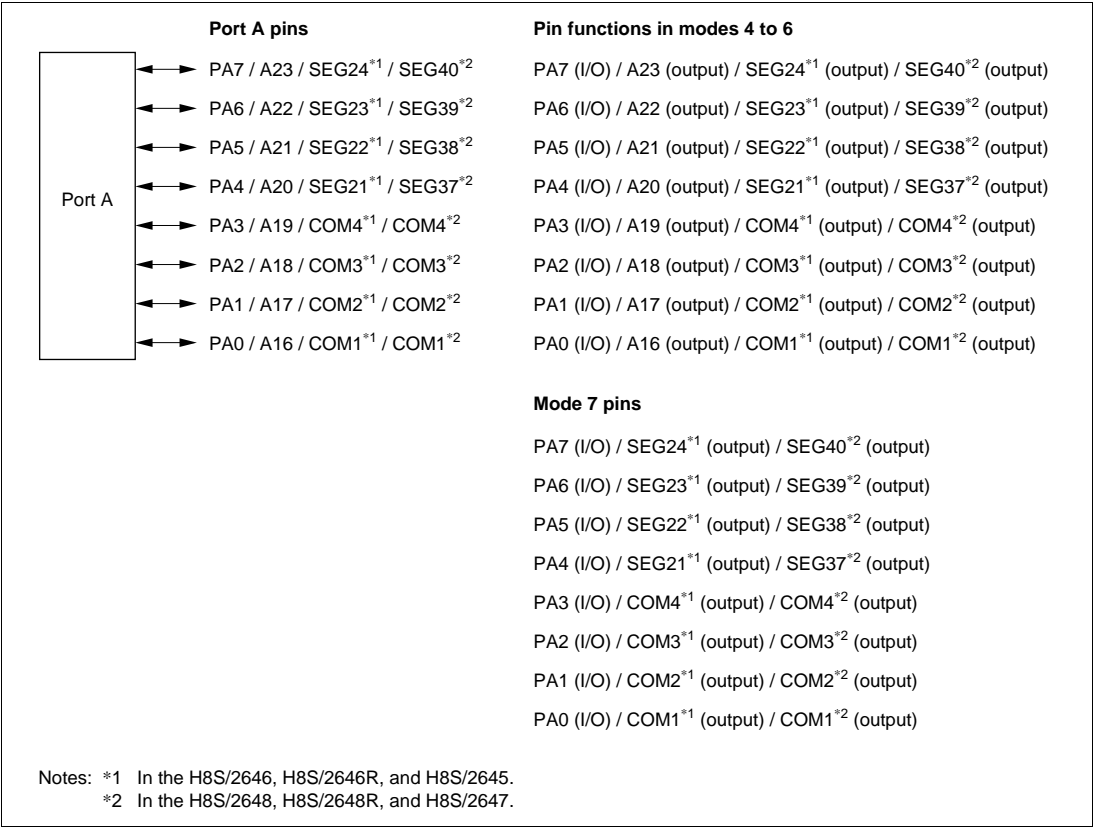 Port A pins
Pin functions in modes 4 to 6
Port A
PA7 / A23 / SEG24*1 / SEG40*2
PA7 (I/O) / A23 (output) / SEG24*1 (output) / SEG40*2 (output)
PA6 / A22 / SEG23*1 / SEG39*2
PA6 (I/O) / A22 (output) / SEG23*1 (output) / SEG39*2 (output)
PA5 / A21 / SEG22*1 / SEG38*2
PA5 (I/O) / A21 (output) / SEG22*1 (output) / SEG38*2 (output)
PA4 / A20 / SEG21*1 / SEG37*2
PA4 (I/O) / A20 (output) / SEG21*1 (output) / SEG37*2 (output)
PA3 / A19 / COM4*1 / COM4*2
PA3 (I/O) / A19 (output) / COM4*1 (output) / COM4*2 (output)
PA2 / A18 / COM3*1 / COM3*2
PA2 (I/O) / A18 (output) / COM3*1 (output) / COM3*2 (output)
PA1 / A17 / COM2*1 / COM2*2
PA1 (I/O) / A17 (output) / COM2*1 (output) / COM2*2 (output)
PA0 / A16 / COM1*1 / COM1*2
PA0 (I/O) / A16 (output) / COM1*1 (output) / COM1*2 (output)
Mode 7 pins
PA7 (I/O) / SEG24*1 (output) / SEG40*2 (output)
PA6 (I/O) / SEG23*1 (output) / SEG39*2 (output)
PA5 (I/O) / SEG22*1 (output) / SEG38*2 (output)
PA4 (I/O) / SEG21*1 (output) / SEG37*2 (output)
PA3 (I/O) / COM4*1 (output) / COM4*2 (output)
PA2 (I/O) / COM3*1 (output) / COM3*2 (output)
PA1 (I/O) / COM2*1 (output) / COM2*2 (output)
PA0 (I/O) / COM1*1 (output) / COM1*2 (output)
Notes: *1 In the H8S/2646, H8S/2646R, and H8S/2645.
*2 In the H8S/2648, H8S/2648R, and H8S/2647.